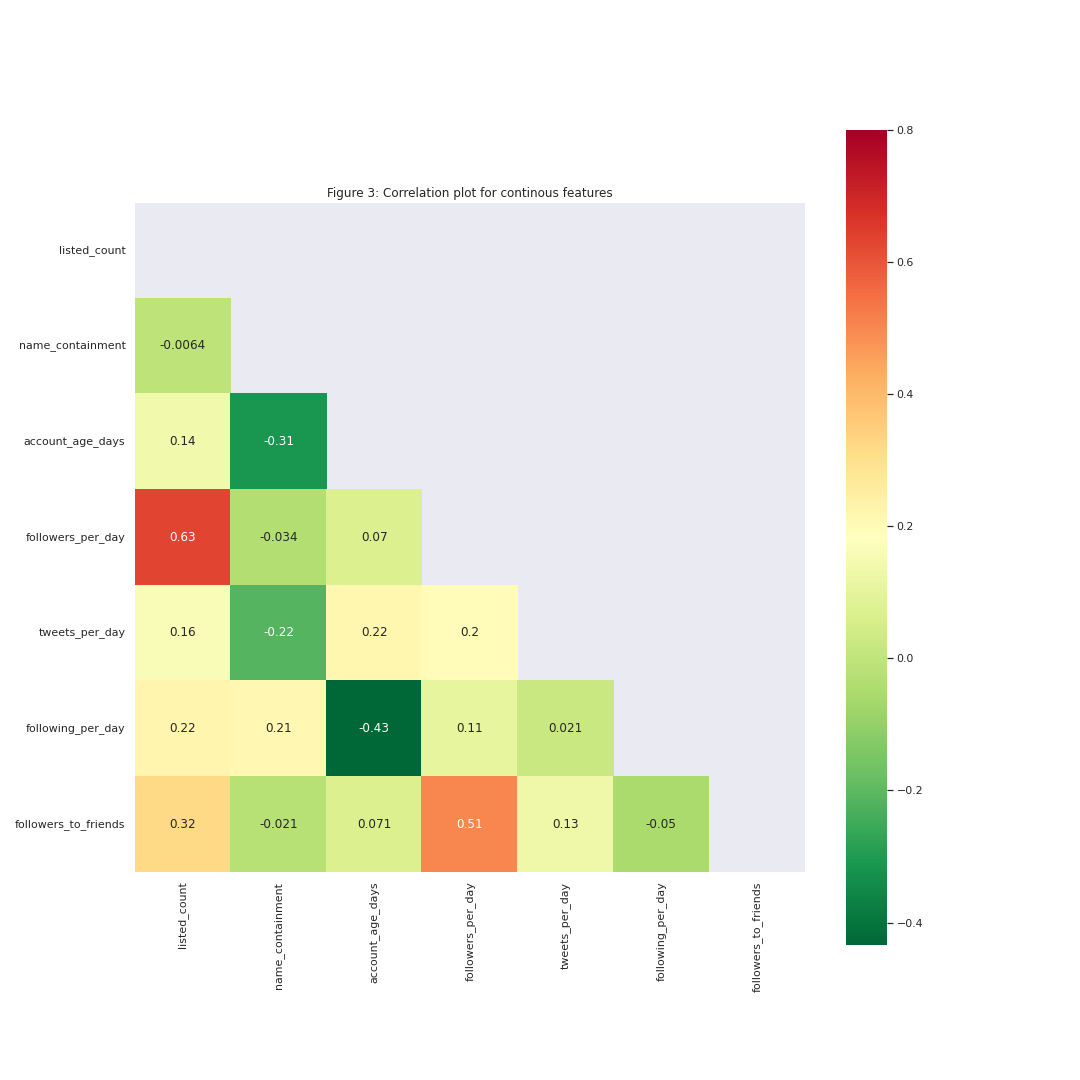 Figure 3: Correlation plot for continous features
listed_count
name_containment -0.0064
account_age_days 0.14 -0.31
followers_per_day 0.63 -0.034 0.07
tweets_per_day 0.16 -0.22 0.22 0.2
following_per_day 0.22 0.21 -0.43 0.11 0.021
followers_to_friends 0.32 -0.021 0.071 0.51 0.13 -0.05
listed_count
name_containment
account_age_days
followers_per_day
tweets_per_day
following_per_day
followers_to_friends
0.8
0.6
0.4
0.2
0.0
−0.2
−0.4